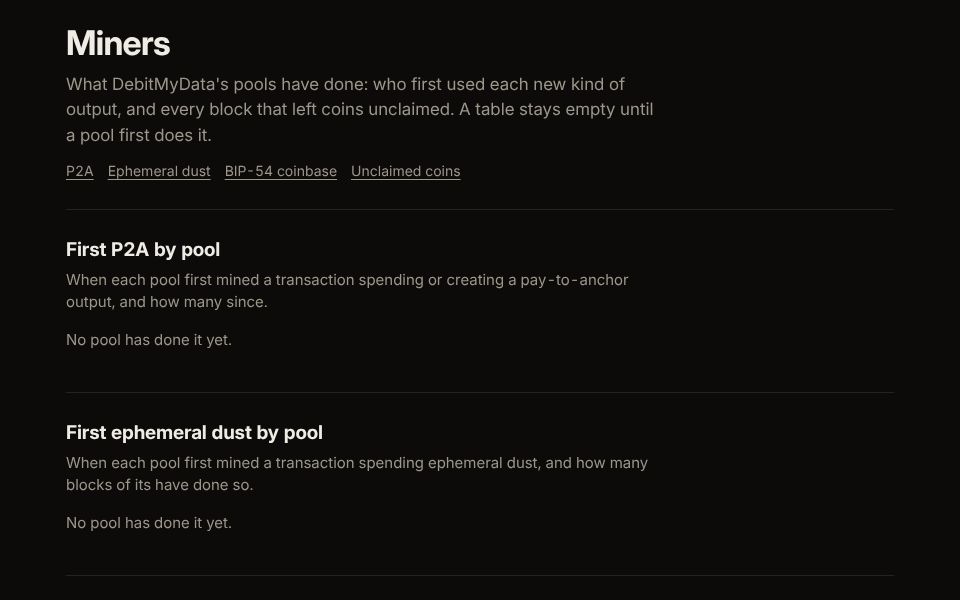 Miners
What DebitMyData's pools have done: who first used each new kind of
output, and every block that left coins unclaimed. A table stays empty until
a pool first does it.
P2A Ephemeral dust BIP-54 coinbase Unclaimed coins
First P2A by pool
When each pool first mined a transaction spending or creating a pay-to-anchor
output, and how many since.
No pool has done it yet.
First ephemeral dust by pool
When each pool first mined a transaction spending ephemeral dust, and how many
blocks of its have done so.
No pool has done it yet.